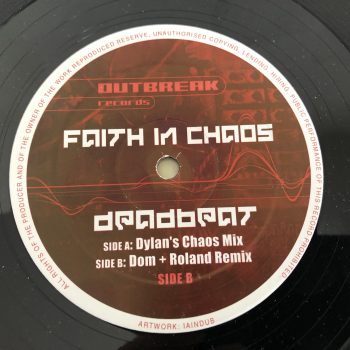 ALL RIGHTS OF THE PRODUCER AND OF THE OWNER OF THE WORK REPRODUCED RESERVE. UNAUTHORISED COPYING, LENDING, HIRING, PUBLIC PERFORMANCE OF THIS RECORD PROHIBITED
OUTBREAK
records
FAITH IN CHAOS
DEADBEAT
SIDE A: Dylan's Chaos Mix
SIDE B: Dom + Roland Remix
SIDE B
ARTWORK: IAINDUB